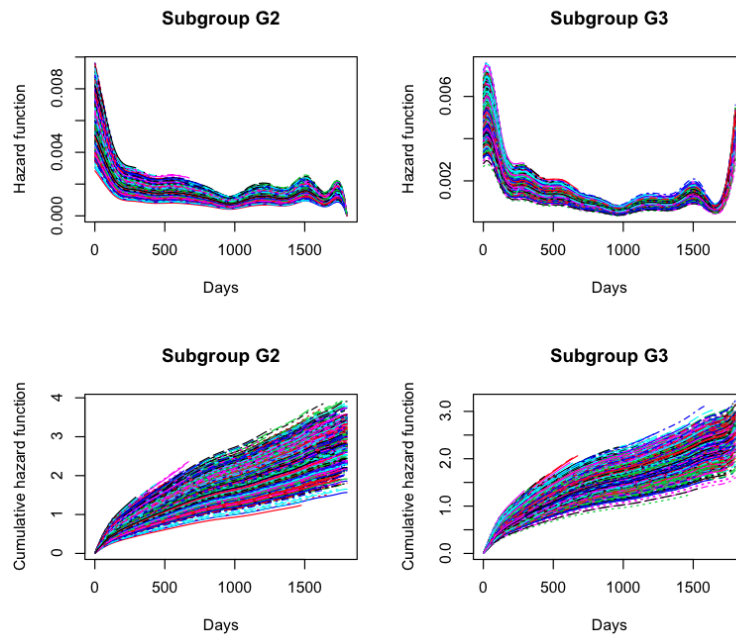 Subgroup G2
Subgroup G3
Hazard function
0.000
0.004
0.008
0
500
1000
1500
Days
Hazard function
0.002
0.006
0
500
1000
1500
Days
Subgroup G2
Subgroup G3
Cumulative hazard function
0
1
2
3
4
0
500
1000
1500
Days
Cumulative hazard function
0.0
1.0
2.0
3.0
0
500
1000
1500
Days